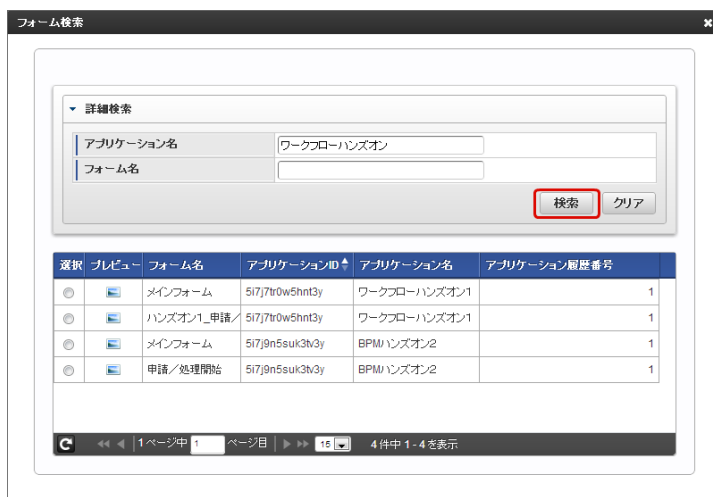 フォーム検索
詳細検索
アプリケーション名 ワークフローハンズオン
フォーム名
検索 クリア
選択 プレビュー フォーム名 アプリケーションID アプリケーション名 アプリケーション履歴番号
メインフォーム 5i7j7tr0w5hnt3y ワークフローハンズオン1 1
ハンズオン1_申請／ 5i7j7tr0w5hnt3y ワークフローハンズオン1 1
メインフォーム 5i7j9n5suk3tv3y BPMハンズオン2 1
申請／処理開始 5i7j9n5suk3tv3y BPMハンズオン2 1
1ページ中 1 ページ目 15 4件中 1 - 4 を表示